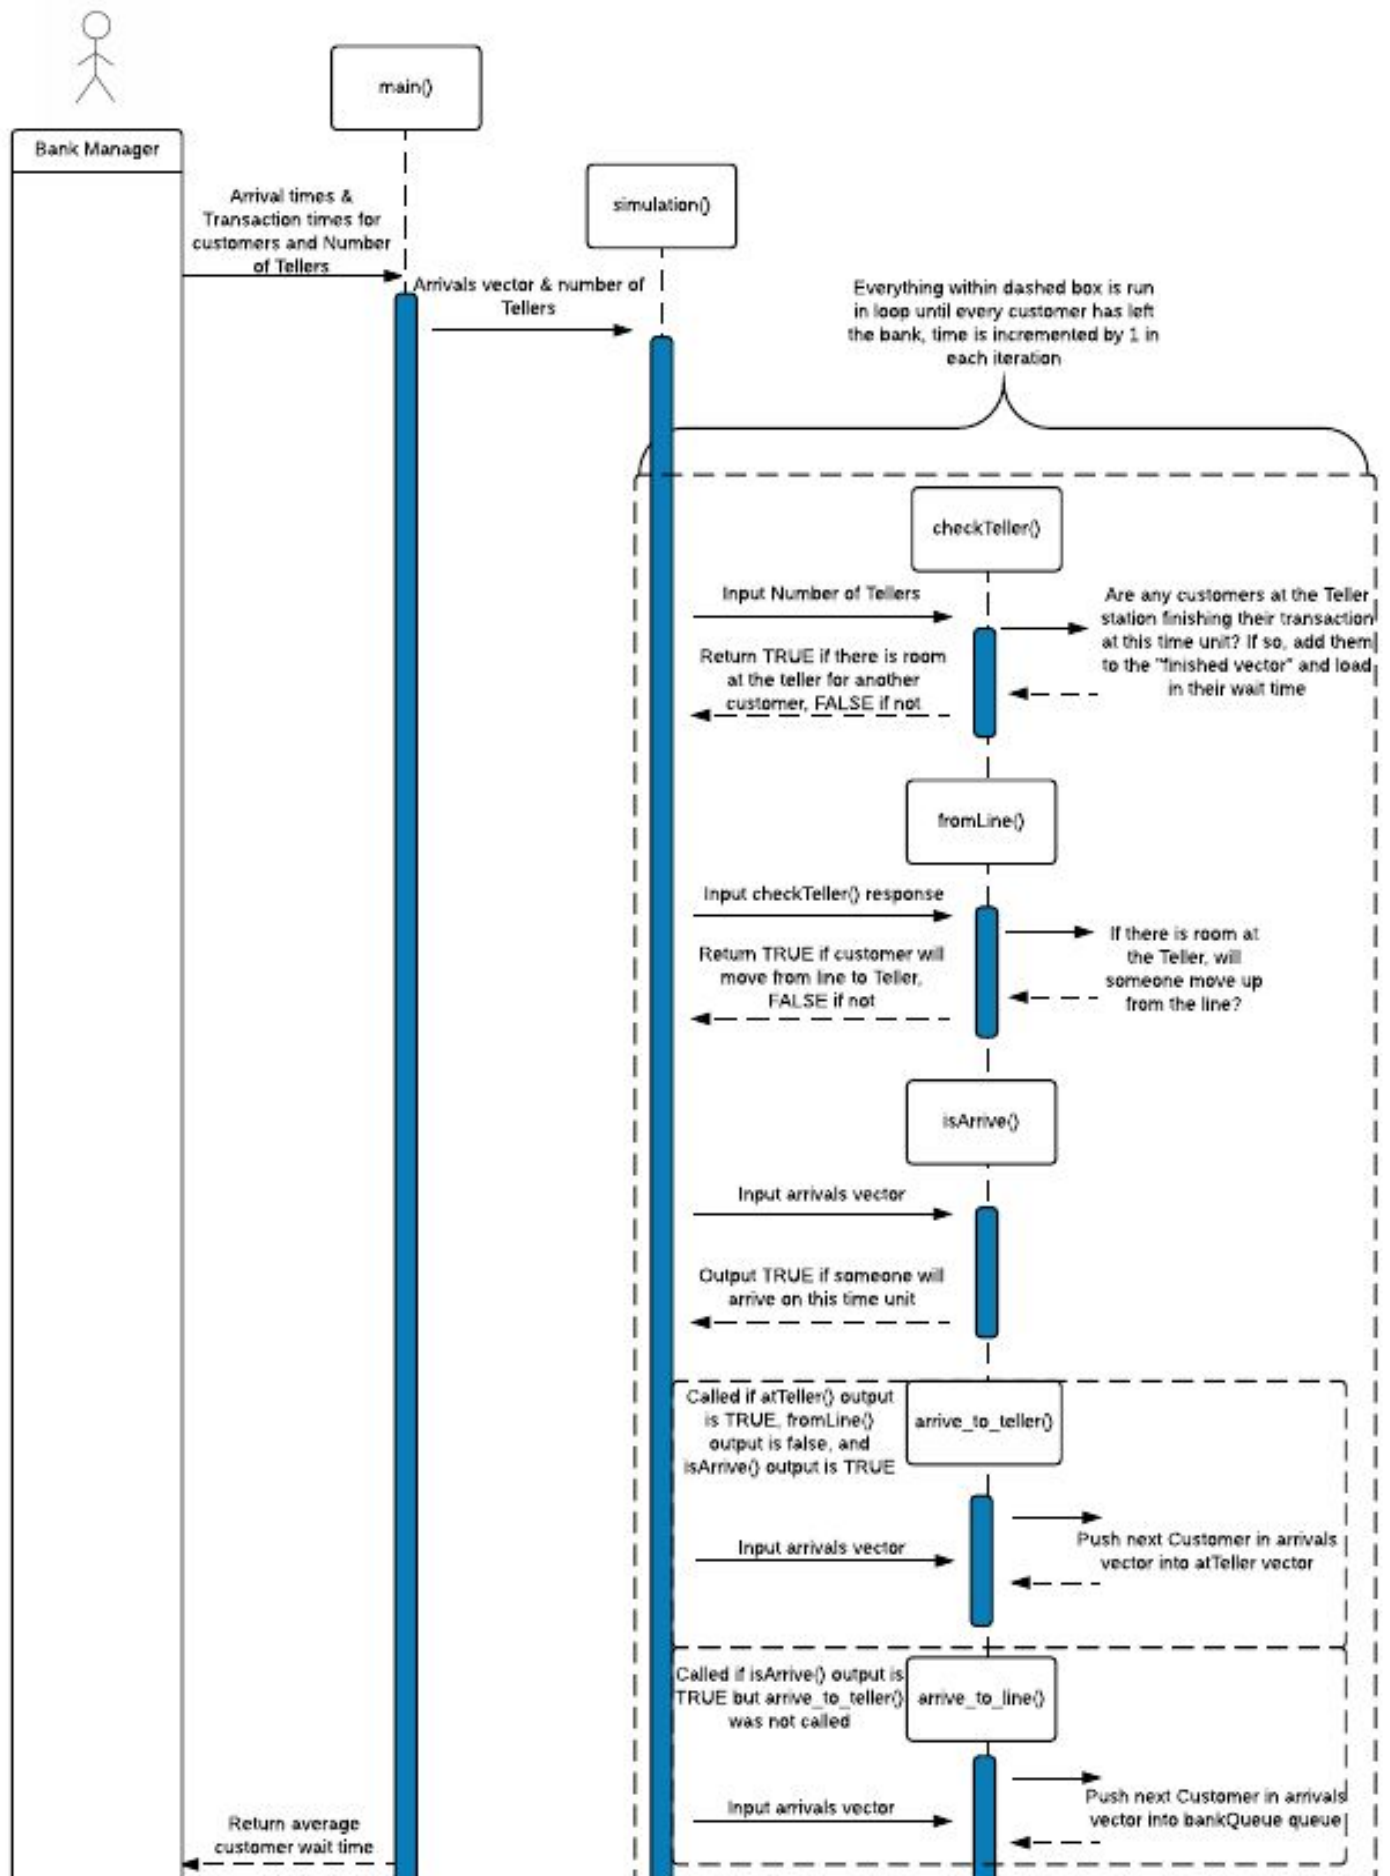 main()
Bank Manager
simulation()
Arrival times &
Transaction times for
customers and Number
of Tellers
Arrivals vector & number of
Tellers
Everything within dashed box is run
in loop until every customer has left
the bank, time is incremented by 1 in
each iteration
checkTeller()
Input Number of Tellers
Are any customers at the Teller
station finishing their transaction
at this time unit? If so, add them
to the "finished vector" and load
in their wait time
Return TRUE if there is room
at the teller for another
customer, FALSE if not
fromLine()
Input checkTeller() response
If there is room at
the Teller, will
someone move up
from the line?
Return TRUE if customer will
move from line to Teller,
FALSE if not
isArrive()
Input arrivals vector
Output TRUE if someone will
arrive on this time unit
Called if atTeller() output
is TRUE, fromLine()
output is false, and
isArrive() output is TRUE
arrive_to_teller()
Input arrivals vector
Push next Customer in arrivals
vector into atTeller vector
Called if isArrive() output is
TRUE but arrive_to_teller()
was not called
arrive_to_line()
Input arrivals vector
Push next Customer in arrivals
vector into bankQueue queue
Return average
customer wait time